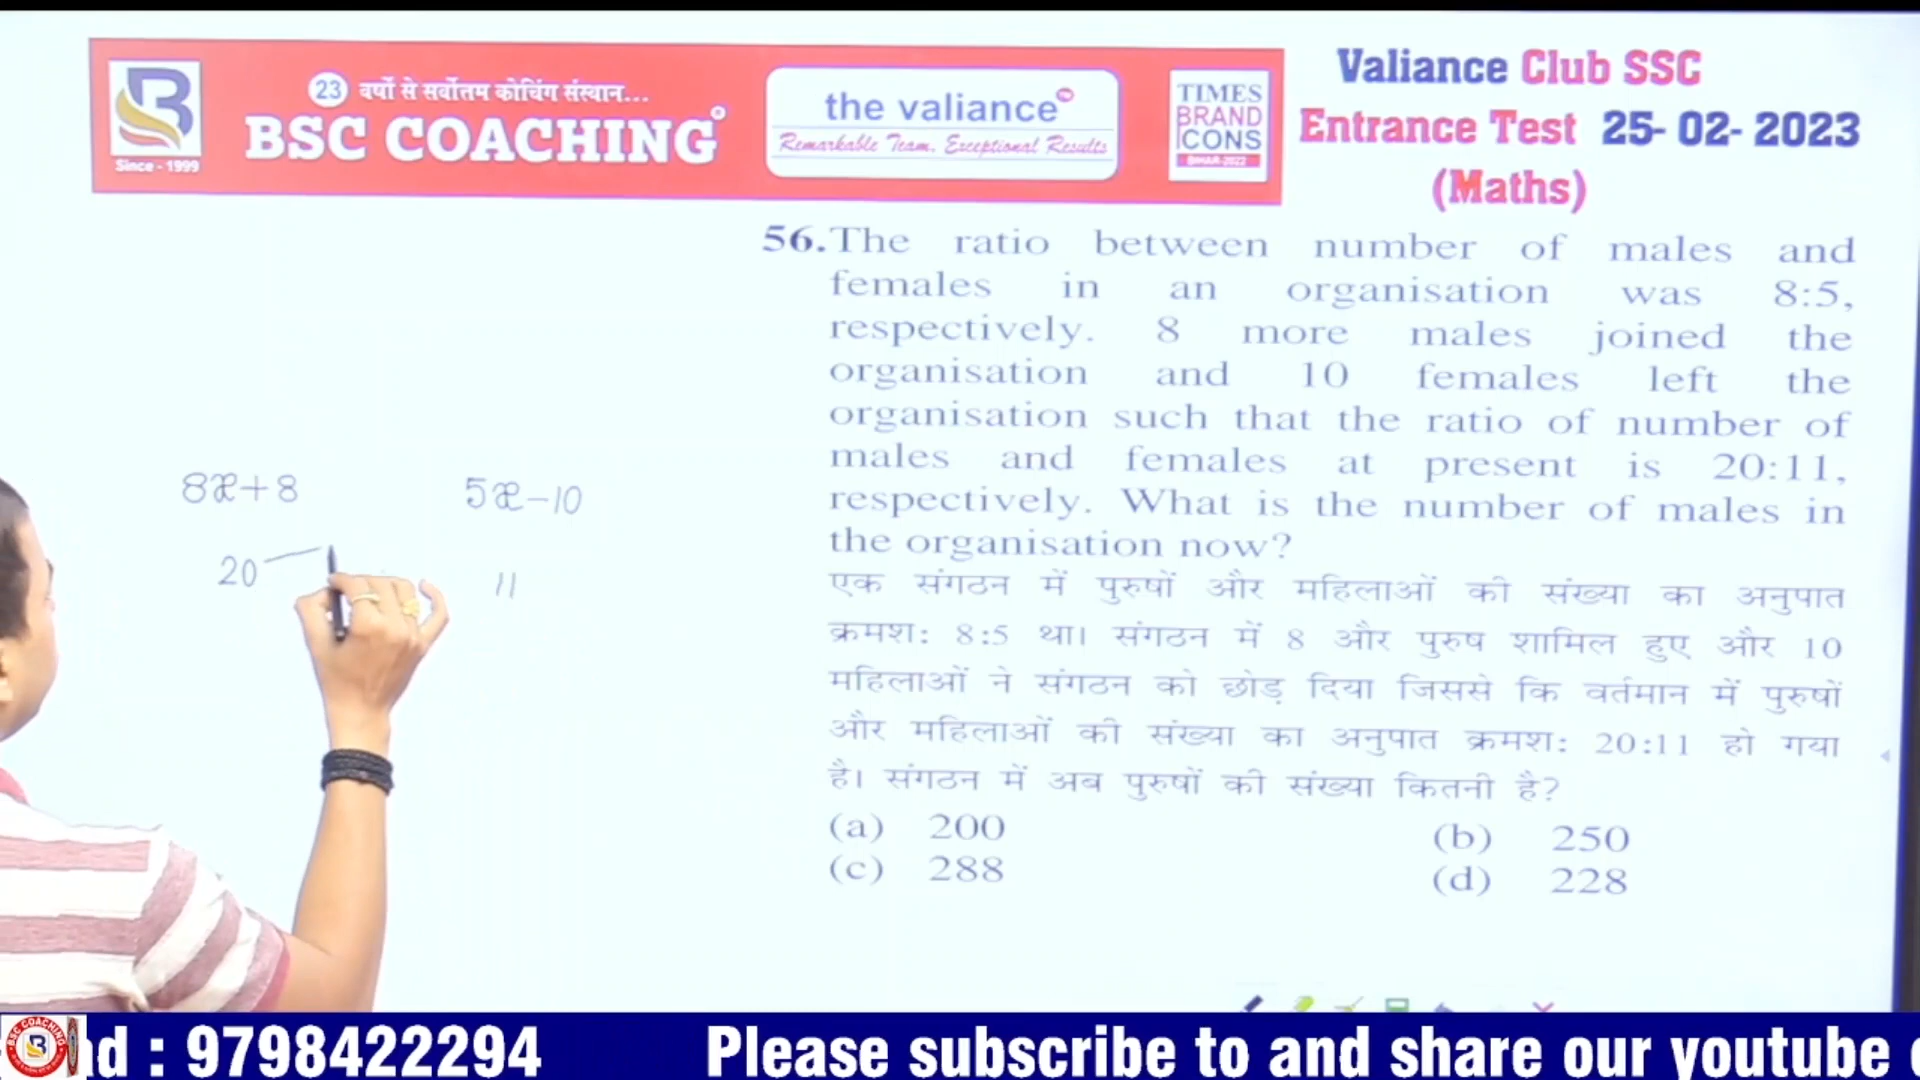 23 वर्षो से सर्वोतम कोचिंग संस्थान...
BSC COACHING
Since - 1999
the valiance
Remarkable Team, Exceptional Results
TIMES
BRAND
ICONS
BIHAR-2022
Valiance Club SSC
Entrance Test 25- 02- 2023
(Maths)
56.The ratio between number of males and
females in an organisation was 8:5,
respectively. 8 more males joined the
organisation and 10 females left the
organisation such that the ratio of number of
males and females at present is 20:11,
respectively. What is the number of males in
the organisation now?
एक संगठन में पुरुषों और महिलाओं की संख्या का अनुपात
क्रमश: 8:5 था। संगठन में 8 और पुरुष शामिल हुए और 10
महिलाओं ने संगठन को छोड़ दिया जिससे कि वर्तमान में पुरुषों
और महिलाओं की संख्या का अनुपात क्रमश: 20:11 हो गया
है। संगठन में अब पुरुषों की संख्या कितनी है?
(a) 200 (b) 250
(c) 288 (d) 228
8x+8 5x-10
20 11
BSC COACHING
d : 9798422294 Please subscribe to and share our youtube